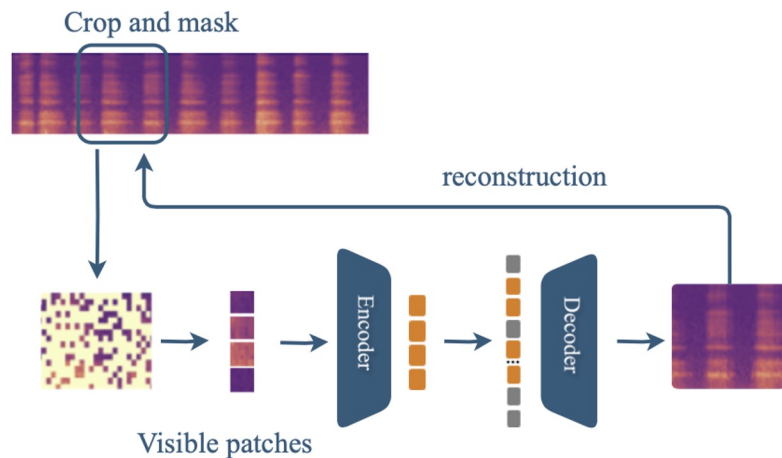 Crop and mask
reconstruction
Encoder
...
Decoder
Visible patches